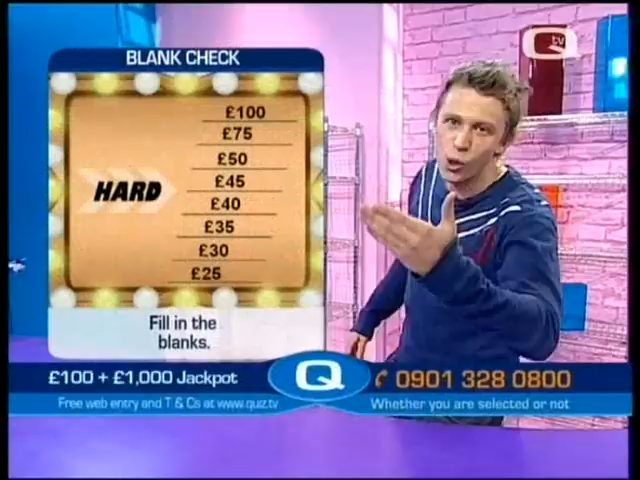 BLANK CHECK
HARD
£100
£75
£50
£45
£40
£35
£30
£25
Fill in the
blanks.
Q tv
£100 + £1,000 Jackpot
Q
0901 328 0800
Free web entry and T & Cs at www.quiz.tv
Whether you are selected or not